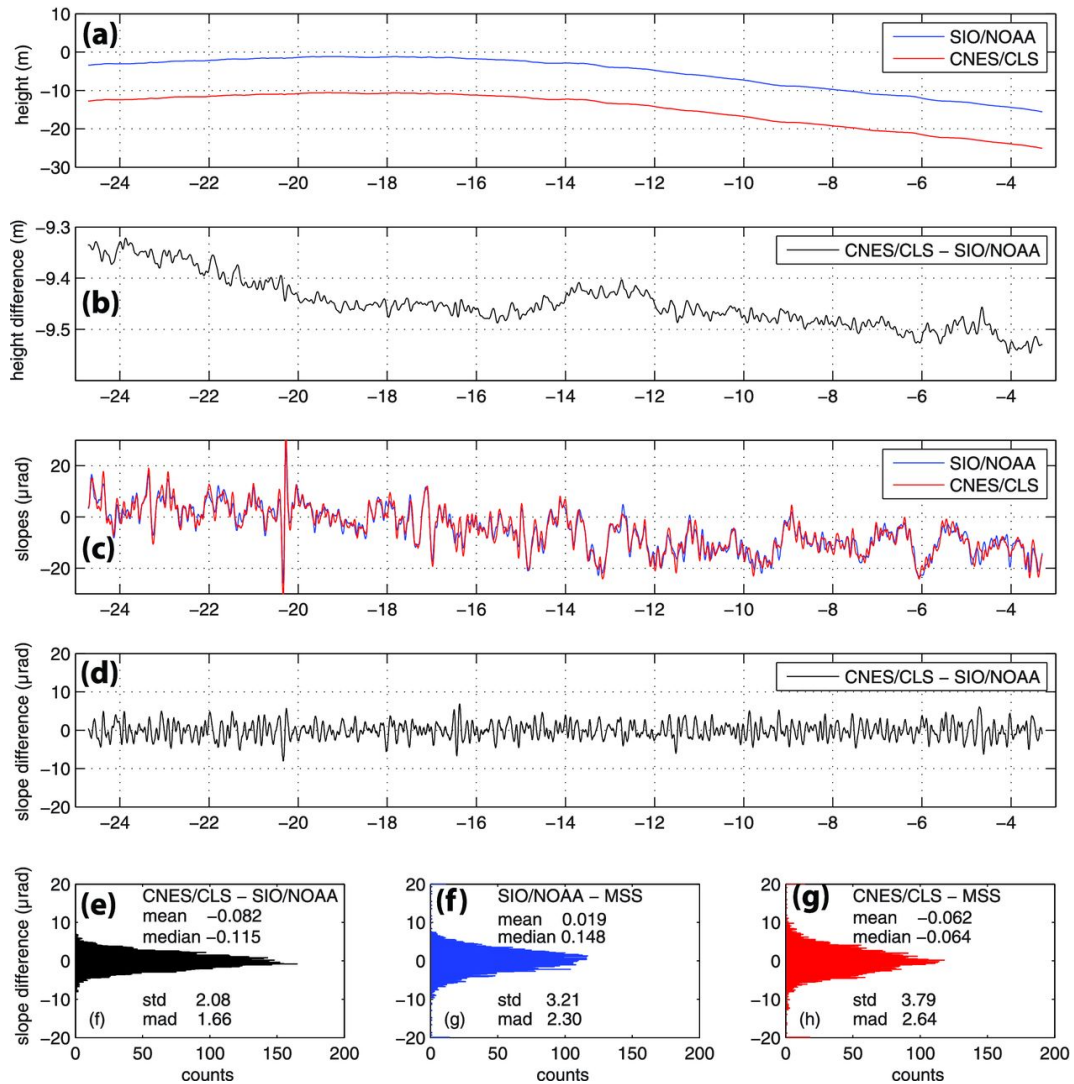 (a)
SIO/NOAA
CNES/CLS
height (m)
10
0
−10
−20
−30
−24 −22 −20 −18 −16 −14 −12 −10 −8 −6 −4
(b)
CNES/CLS − SIO/NOAA
height difference (m)
−9.3
−9.4
−9.5
−24 −22 −20 −18 −16 −14 −12 −10 −8 −6 −4
(c)
SIO/NOAA
CNES/CLS
slopes (μrad)
20
0
−20
−24 −22 −20 −18 −16 −14 −12 −10 −8 −6 −4
(d)
CNES/CLS − SIO/NOAA
slope difference (μrad)
20
10
0
−10
−20
−24 −22 −20 −18 −16 −14 −12 −10 −8 −6 −4
slope difference (μrad)
20
10
0
−10
−20
(e)
CNES/CLS − SIO/NOAA
mean −0.082
median −0.115
std 2.08
mad 1.66
(f)
0 50 100 150 200
counts
20
10
0
−10
−20
(f)
SIO/NOAA − MSS
mean 0.019
median 0.148
std 3.21
mad 2.30
(g)
0 50 100 150 200
counts
20
10
0
−10
−20
(g)
CNES/CLS − MSS
mean −0.062
median −0.064
std 3.79
mad 2.64
(h)
0 50 100 150 200
counts